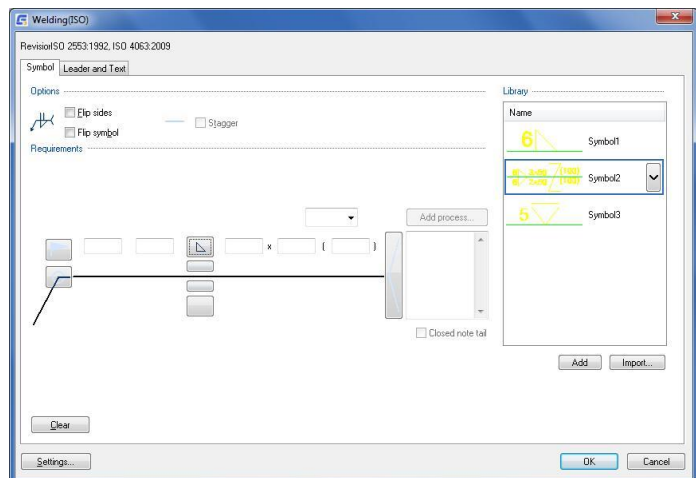 Welding(ISO)
RevisionISO 2553:1992, ISO 4063:2009
Symbol
Leader and Text
Options
Flip sides
Flip symbol
Stagger
Requirements
Add process...
x ( )
Closed note tail
Clear
Settings...
Library
Name
6
Symbol1
Symbol2
5
Symbol3
Add
Import...
OK
Cancel